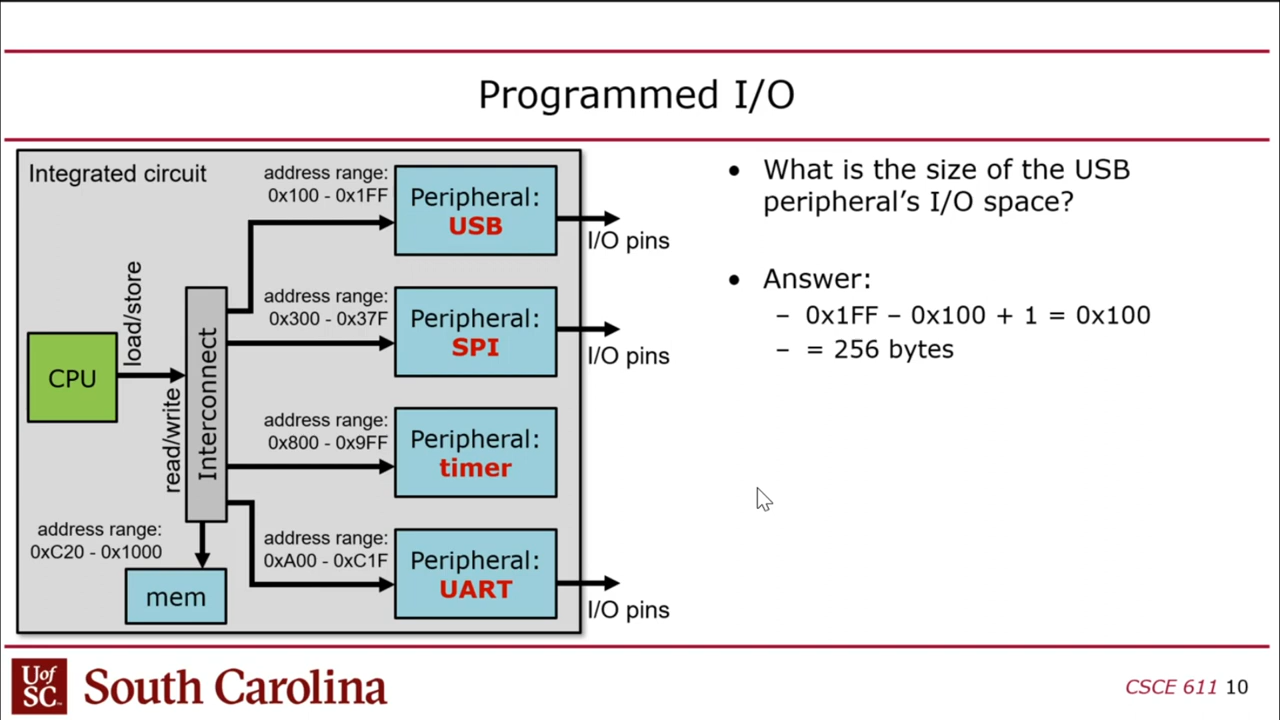 Programmed I/O
Integrated circuit
address range:
0x100 - 0x1FF
Peripheral:
USB
I/O pins
address range:
0x300 - 0x37F
Peripheral:
SPI
I/O pins
load/store
CPU
read/write
Interconnect
address range:
0x800 - 0x9FF
Peripheral:
timer
address range:
0xC20 - 0x1000
mem
address range:
0xA00 - 0xC1F
Peripheral:
UART
I/O pins
• What is the size of the USB
peripheral's I/O space?
• Answer:
– 0x1FF – 0x100 + 1 = 0x100
– = 256 bytes
U of
SC
South Carolina
CSCE 611 10